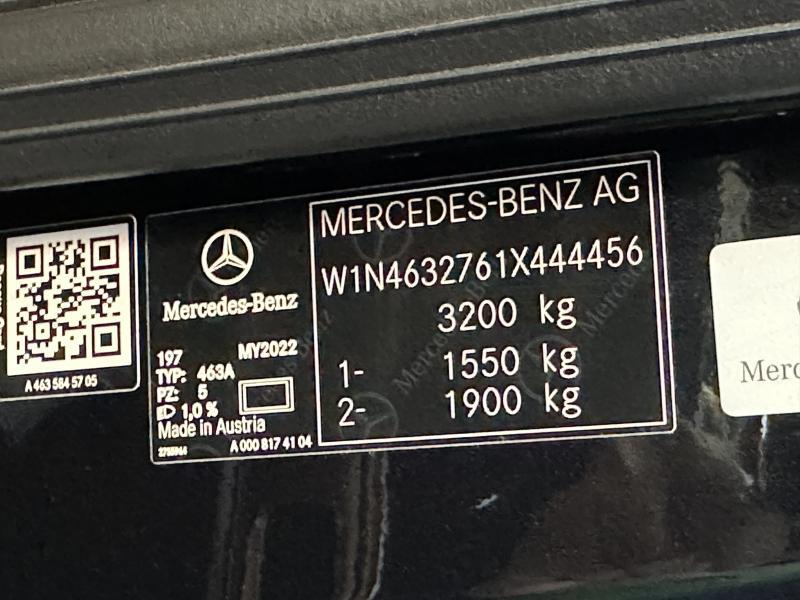 MERCEDES-BENZ AG
W1N4632761X444456
3200 kg
1- 1550 kg
2- 1900 kg
Mercedes-Benz
197 MY2022
TYP: 463A
PZ: 5
1,0 %
Made in Austria
A 000 817 41 04
A 463 584 57 05
Merc